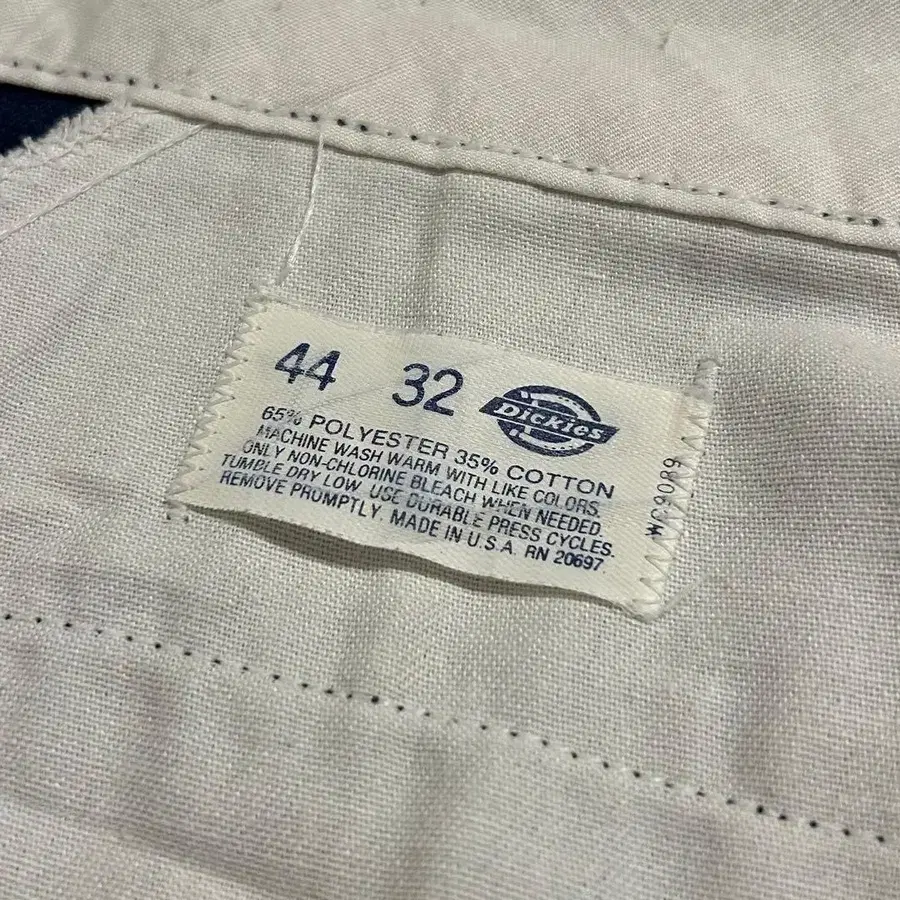 44 32 Dickies
65% POLYESTER 35% COTTON
MACHINE WASH WARM WITH LIKE COLORS.
ONLY NON-CHLORINE BLEACH WHEN NEEDED.
TUMBLE DRY LOW. USE DURABLE PRESS CYCLES.
REMOVE PROMPTLY. MADE IN U.S.A. RN 20697